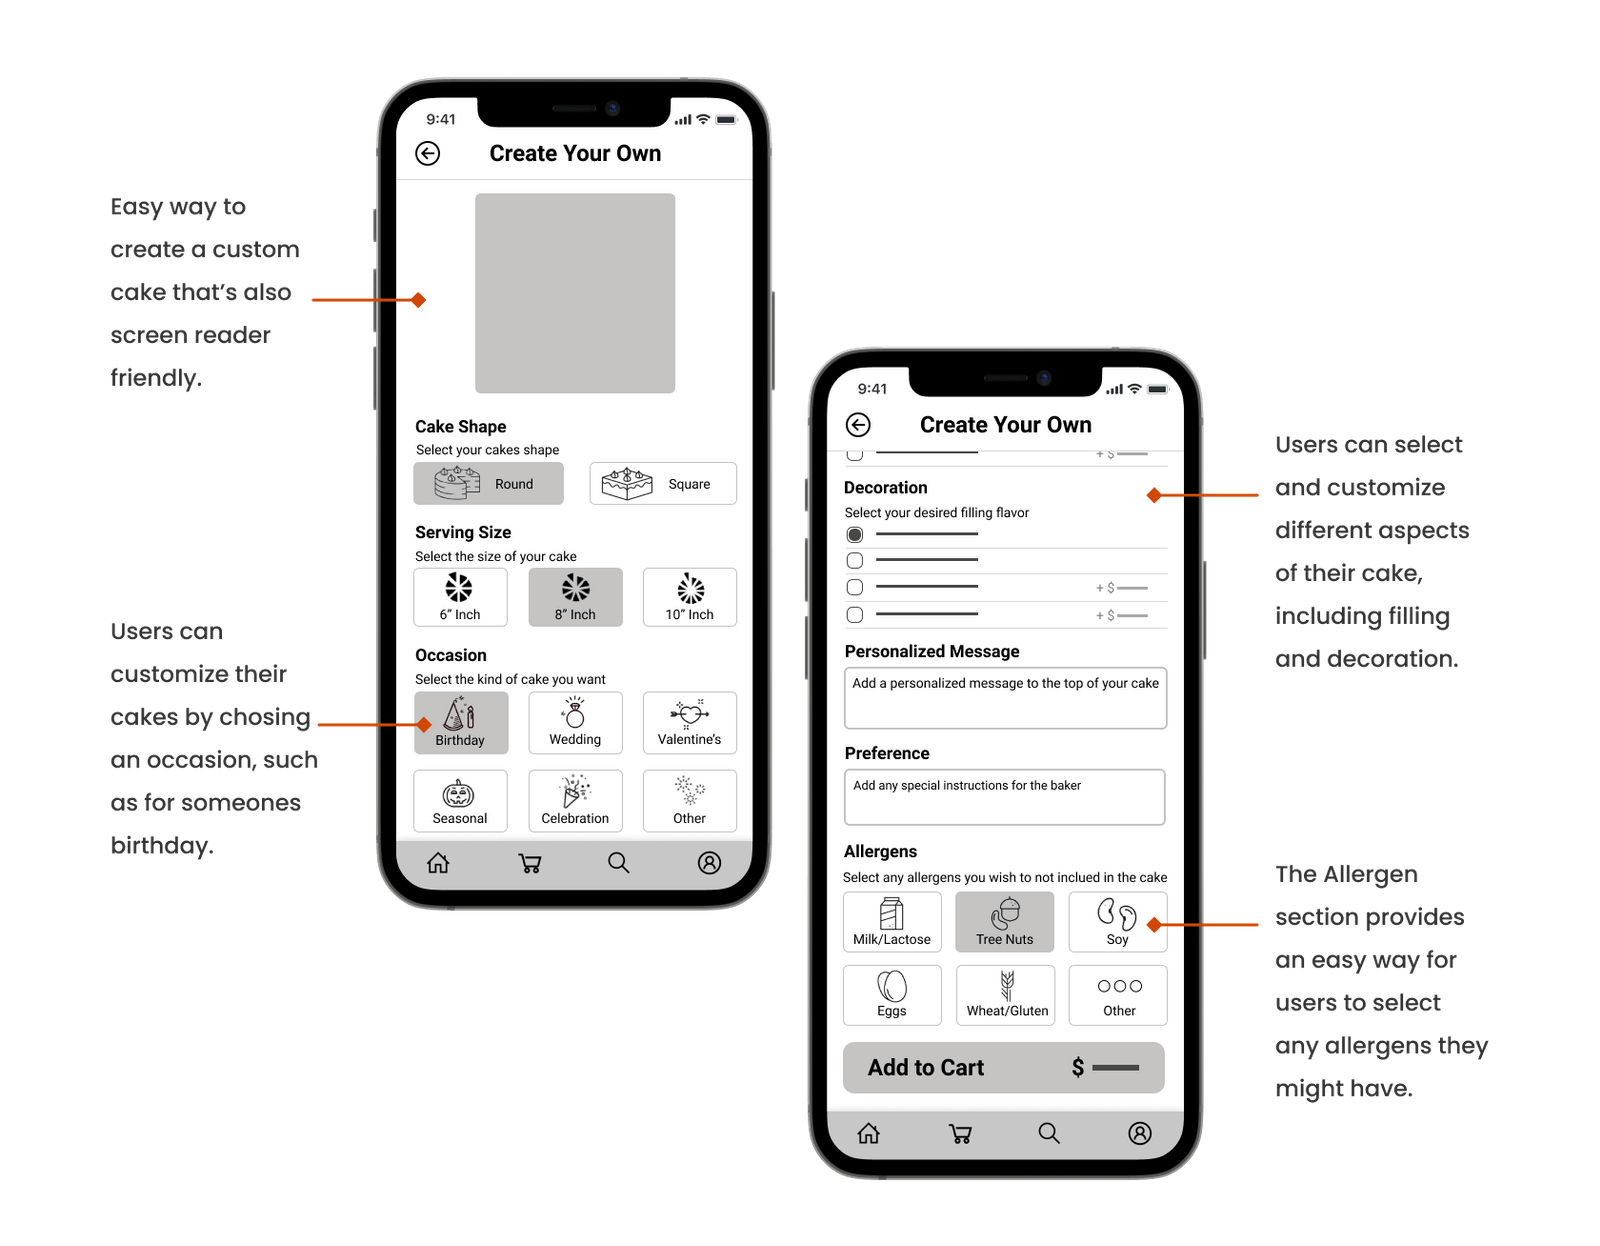 Easy way to
create a custom
cake that's also
screen reader
friendly.
Users can
customize their
cakes by chosing
an occasion, such
as for someones
birthday.
9:41
Create Your Own
Cake Shape
Select your cakes shape
Round
Square
Serving Size
Select the size of your cake
6” Inch
8” Inch
10” Inch
Occasion
Select the kind of cake you want
Birthday
Wedding
Valentine’s
Seasonal
Celebration
Other
9:41
Create Your Own
+ $
Decoration
Select your desired filling flavor
+ $
+ $
Personalized Message
Add a personalized message to the top of your cake
Preference
Add any special instructions for the baker
Allergens
Select any allergens you wish to not inclued in the cake
Milk/Lactose
Tree Nuts
Soy
Eggs
Wheat/Gluten
Other
Add to Cart $
Users can select
and customize
different aspects
of their cake,
including filling
and decoration.
The Allergen
section provides
an easy way for
users to select
any allergens they
might have.